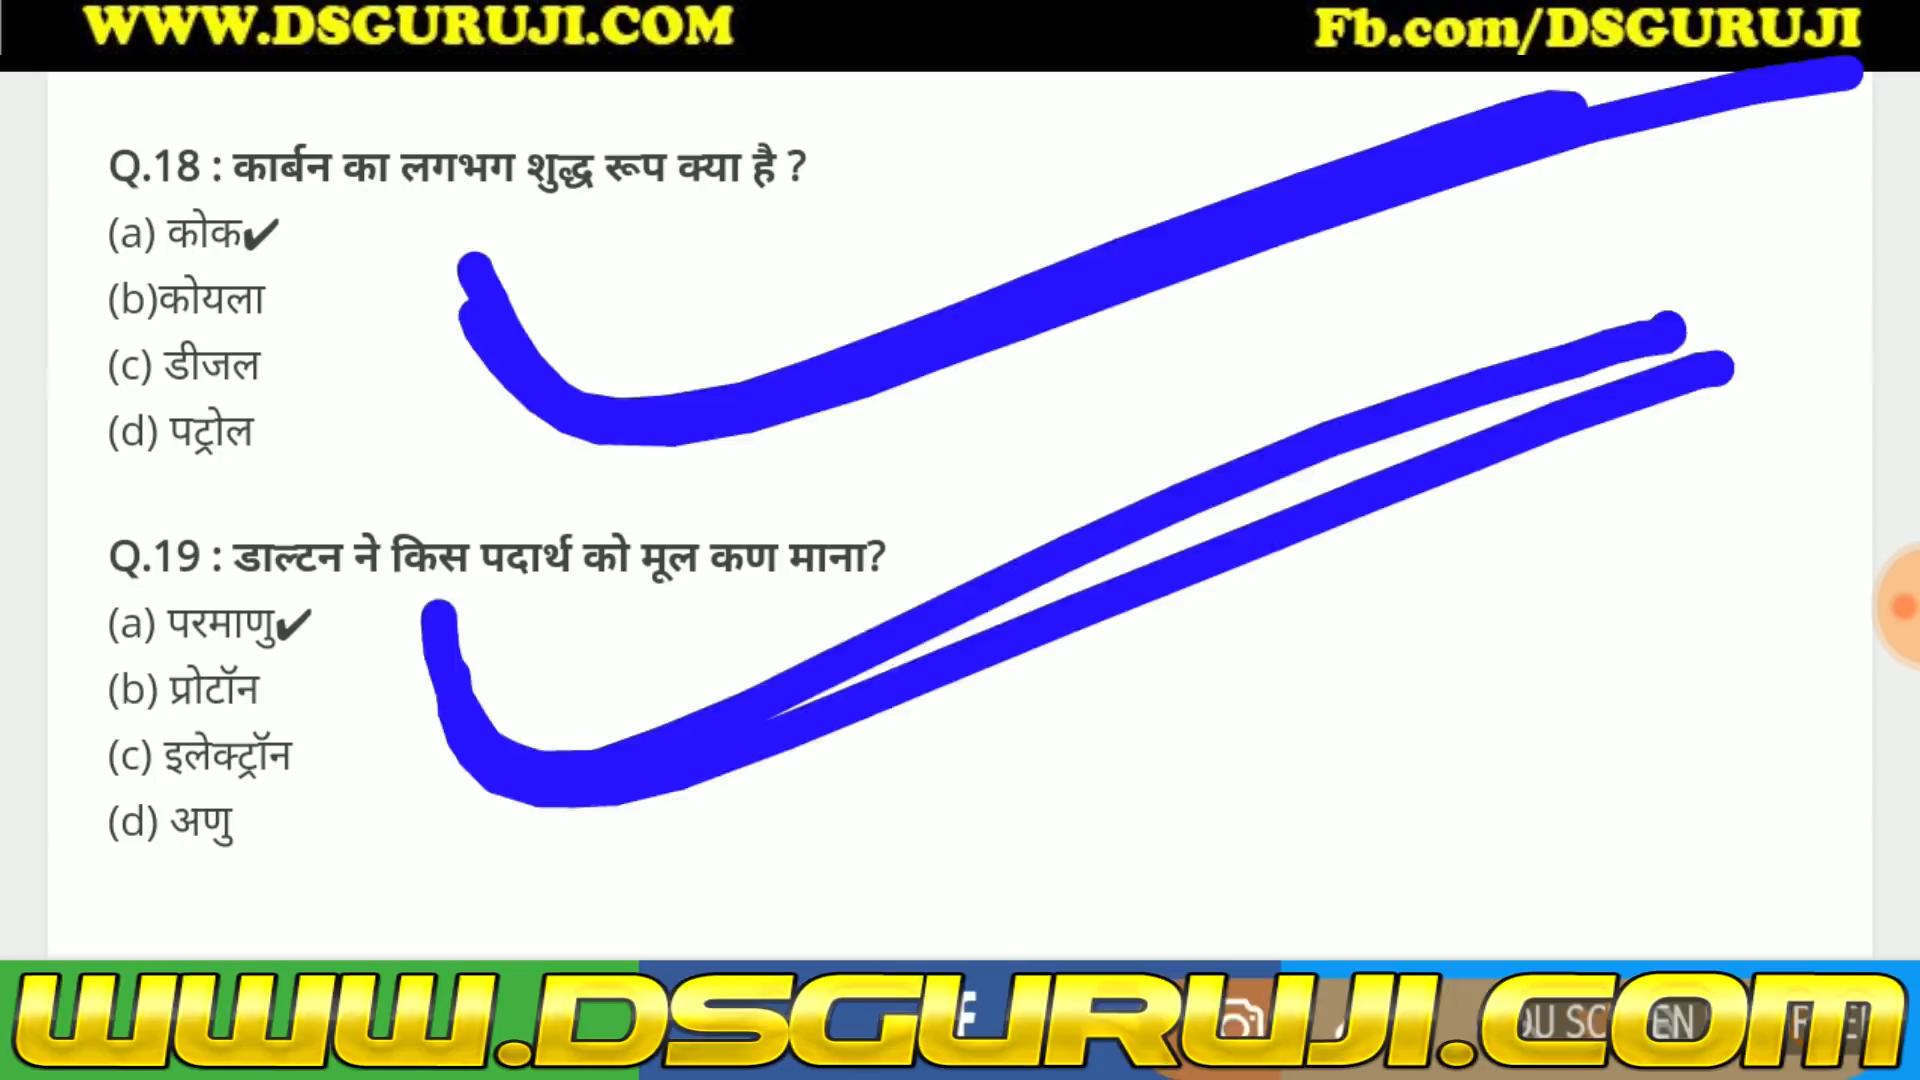 WWW.DSGURUJI.COM Fb.com/DSGURUJI
Q.18 : कार्बन का लगभग शुद्ध रूप क्या है ?
(a) कोक✔
(b)कोयला
(c) डीजल
(d) पट्रोल
Q.19 : डाल्टन ने किस पदार्थ को मूल कण माना?
(a) परमाणु✔
(b) प्रोटॉन
(c) इलेक्ट्रॉन
(d) अणु
WWW.DSGURUJI.COM